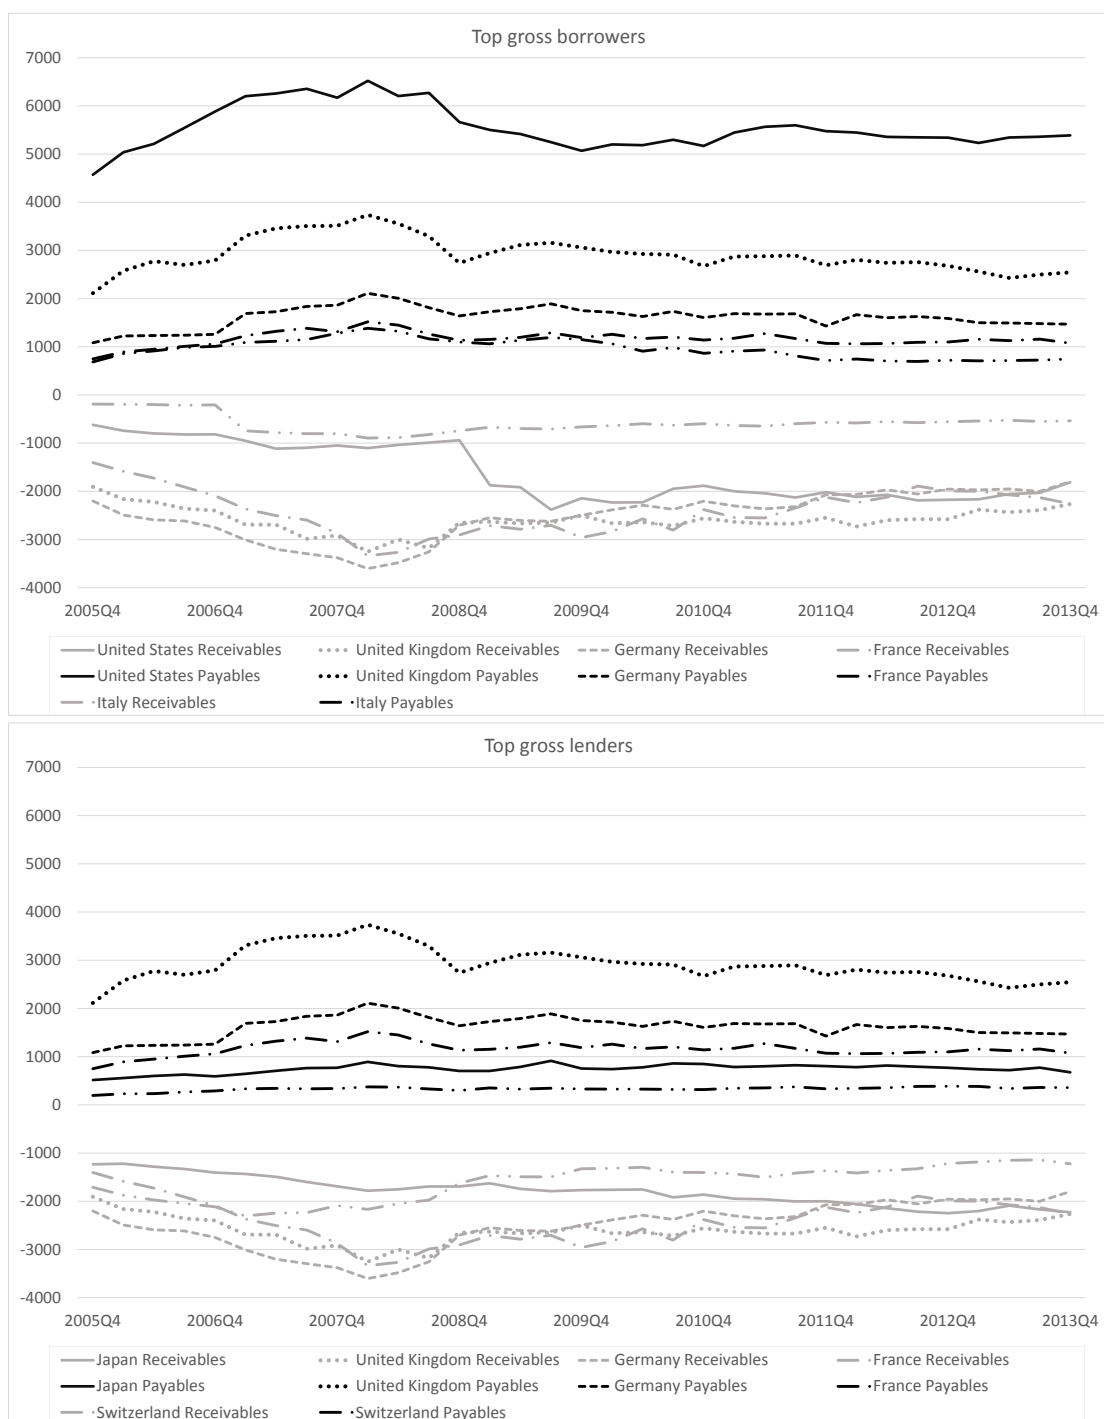 Top gross borrowers
7000
6000
5000
4000
3000
2000
1000
0
-1000
-2000
-3000
-4000
2005Q4 2006Q4 2007Q4 2008Q4 2009Q4 2010Q4 2011Q4 2012Q4 2013Q4
United States Receivables United Kingdom Receivables Germany Receivables France Receivables
United States Payables United Kingdom Payables Germany Payables France Payables
Italy Receivables Italy Payables
Top gross lenders
7000
6000
5000
4000
3000
2000
1000
0
-1000
-2000
-3000
-4000
2005Q4 2006Q4 2007Q4 2008Q4 2009Q4 2010Q4 2011Q4 2012Q4 2013Q4
Japan Receivables United Kingdom Receivables Germany Receivables France Receivables
Japan Payables United Kingdom Payables Germany Payables France Payables
Switzerland Receivables Switzerland Payables